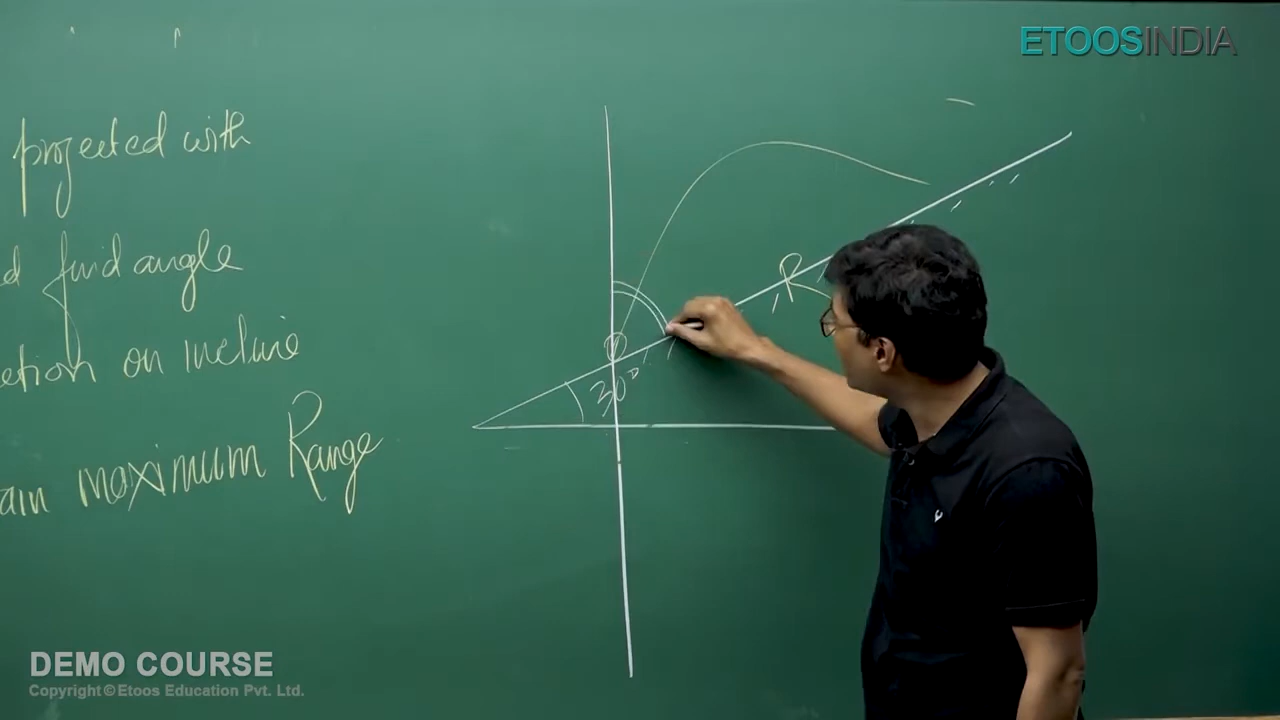 ETOOSINDIA
projected with
d find angle
ection on incline
ain maximum Range
R
30°
DEMO COURSE
Copyright © Etoos Education Pvt. Ltd.